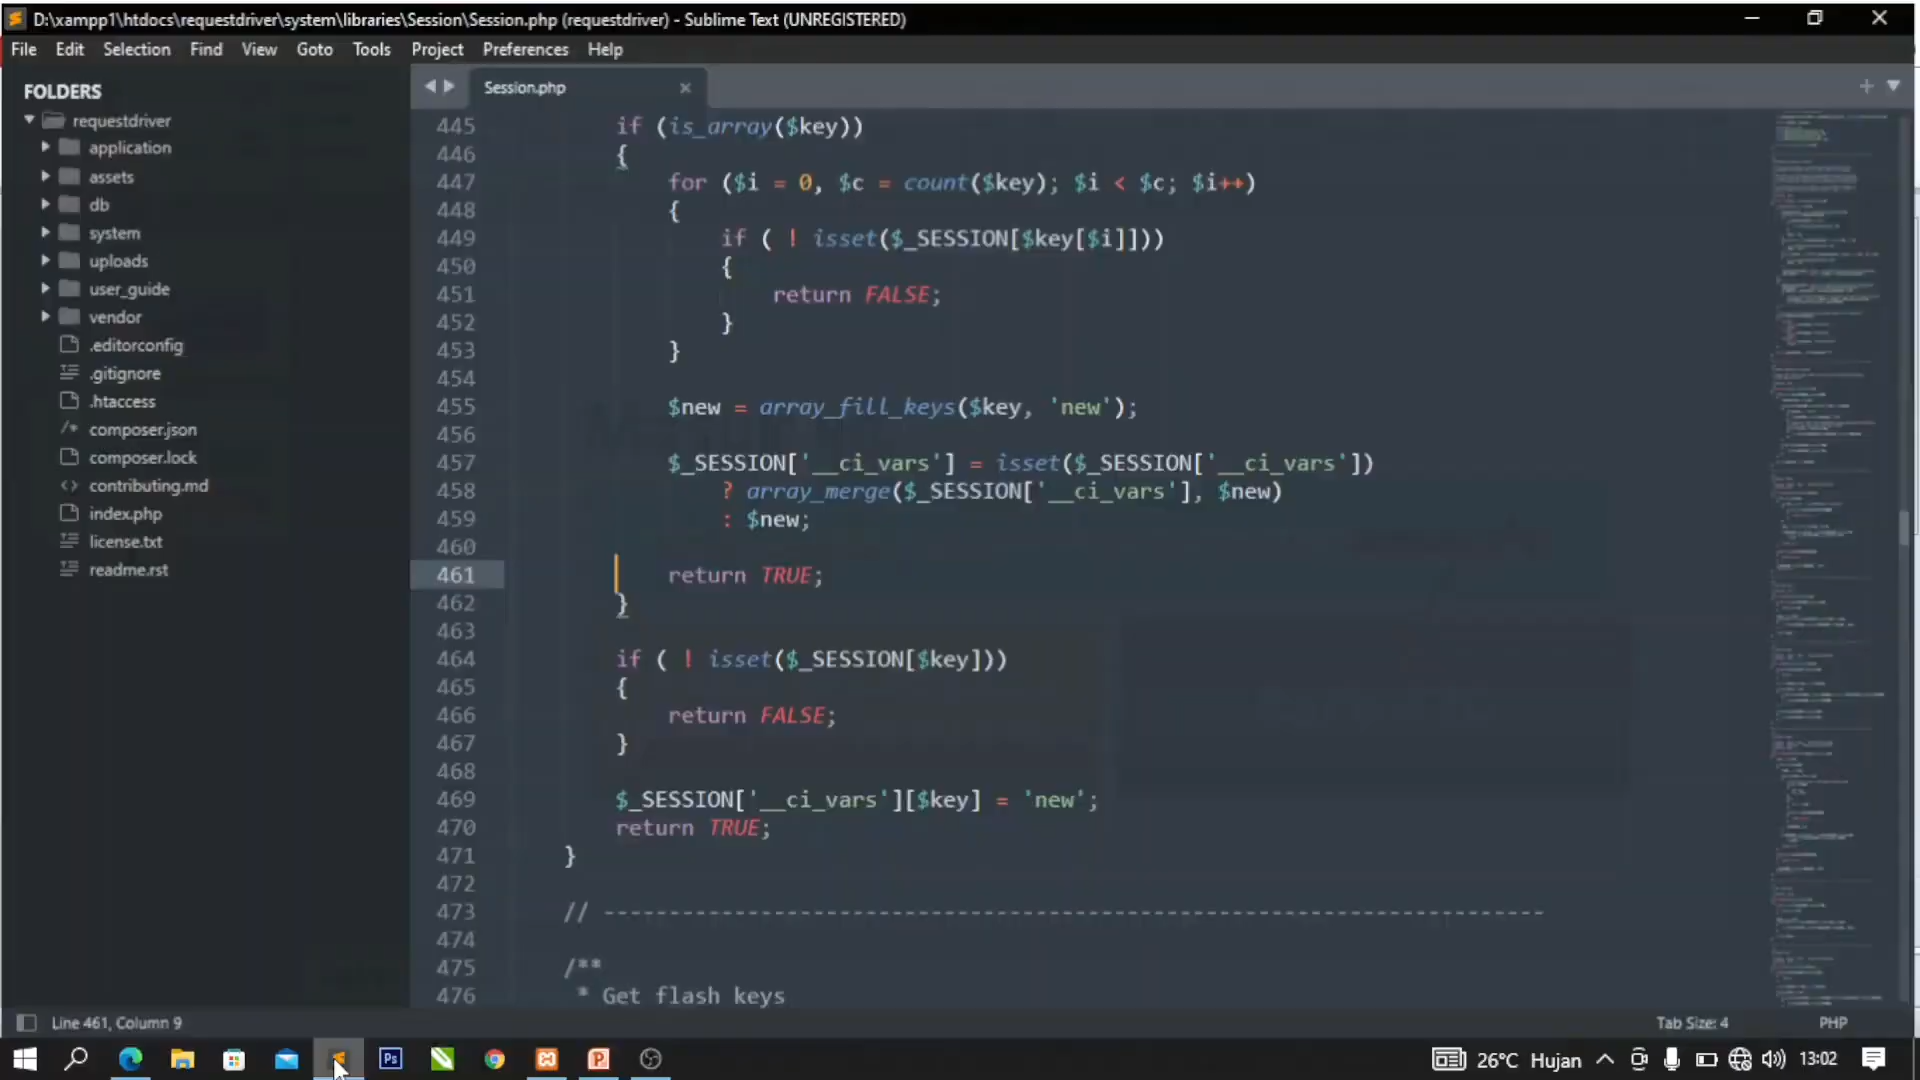 D:\xampp1\htdocs\requestdriver\system\libraries\Session\Session.php (requestdriver) - Sublime Text (UNREGISTERED)
File Edit Selection Find View Goto Tools Project Preferences Help
FOLDERS
requestdriver
application
assets
db
system
uploads
user_guide
vendor
.editorconfig
.gitignore
.htaccess
composer.json
composer.lock
contributing.md
index.php
license.txt
readme.rst
Session.php
445 if (is_array($key))
446 {
447 for ($i = 0, $c = count($key); $i < $c; $i++)
448 {
449 if ( ! isset($_SESSION[$key[$i]]))
450 {
451 return FALSE;
452 }
453 }
454
455 $new = array_fill_keys($key, 'new');
456
457 $_SESSION['__ci_vars'] = isset($_SESSION['__ci_vars'])
458 ? array_merge($_SESSION['__ci_vars'], $new)
459 : $new;
460
461 return TRUE;
462 }
463
464 if ( ! isset($_SESSION[$key]))
465 {
466 return FALSE;
467 }
468
469 $_SESSION['__ci_vars'][$key] = 'new';
470 return TRUE;
471 }
472
473 // ------------------------------------------------------------------------
474
475 /**
476 * Get flash keys
Line 461, Column 9
Tab Size: 4
PHP
26°C Hujan
13:02